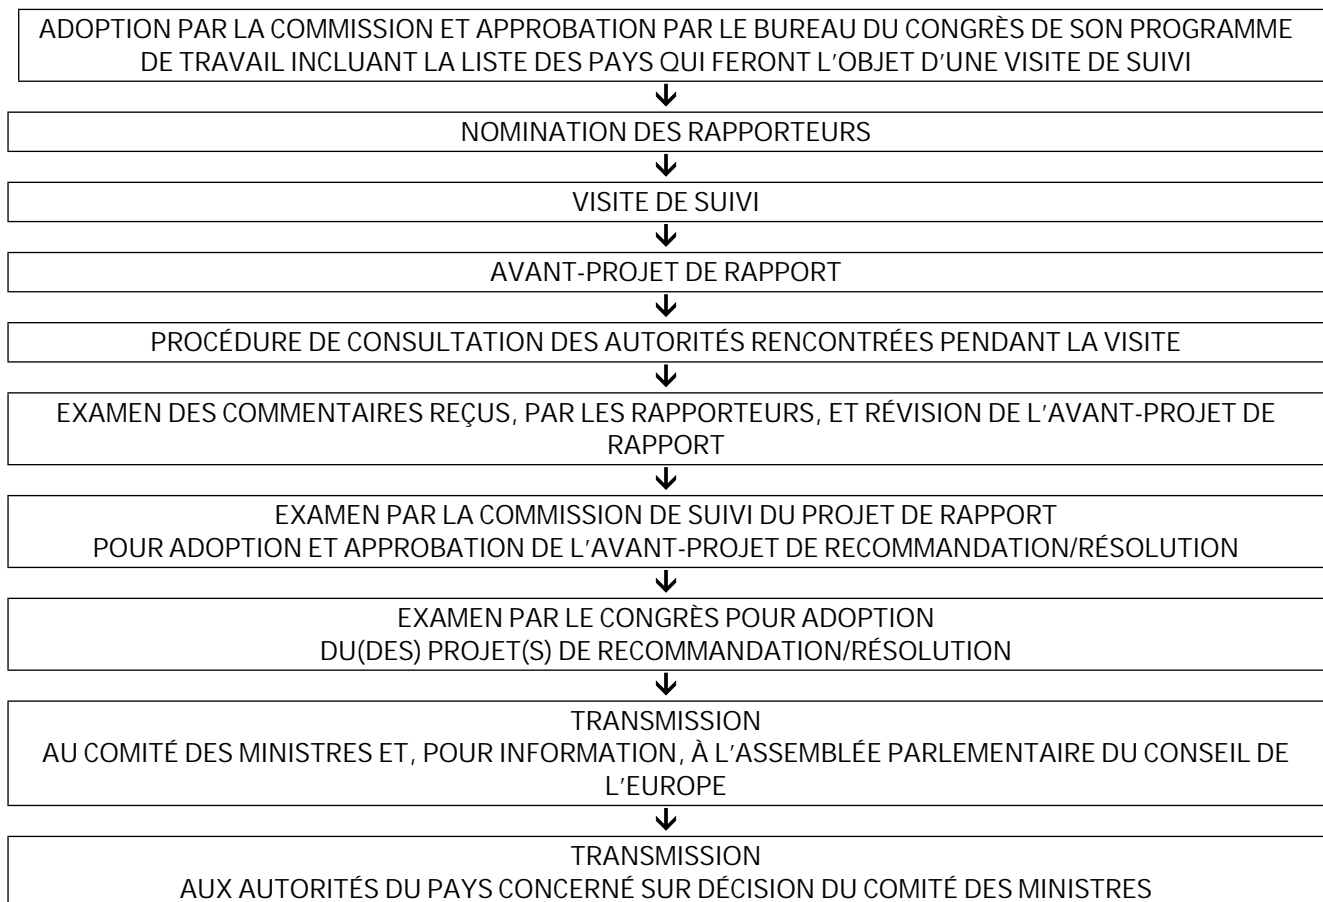 ADOPTION PAR LA COMMISSION ET APPROBATION PAR LE BUREAU DU CONGRÈS DE SON PROGRAMME
DE TRAVAIL INCLUANT LA LISTE DES PAYS QUI FERONT L'OBJET D'UNE VISITE DE SUIVI
NOMINATION DES RAPPORTEURS
VISITE DE SUIVI
AVANT-PROJET DE RAPPORT
PROCÉDURE DE CONSULTATION DES AUTORITÉS RENCONTRÉES PENDANT LA VISITE
EXAMEN DES COMMENTAIRES REÇUS, PAR LES RAPPORTEURS, ET RÉVISION DE L'AVANT-PROJET DE
RAPPORT
EXAMEN PAR LA COMMISSION DE SUIVI DU PROJET DE RAPPORT
POUR ADOPTION ET APPROBATION DE L'AVANT-PROJET DE RECOMMANDATION/RÉSOLUTION
EXAMEN PAR LE CONGRÈS POUR ADOPTION
DU(DES) PROJET(S) DE RECOMMANDATION/RÉSOLUTION
TRANSMISSION
AU COMITÉ DES MINISTRES ET, POUR INFORMATION, À L'ASSEMBLÉE PARLEMENTAIRE DU CONSEIL DE
L'EUROPE
TRANSMISSION
AUX AUTORITÉS DU PAYS CONCERNÉ SUR DÉCISION DU COMITÉ DES MINISTRES